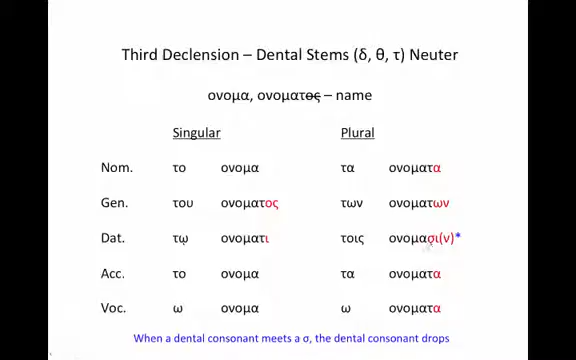 Third Declension – Dental Stems (δ, θ, τ) Neuter
ονομα, ονοματος – name
Singular Plural
Nom. το ονομα τα ονοματα
Gen. του ονοματος των ονοματων
Dat. τῳ ονοματι τοις ονομασι(ν)*
Acc. το ονομα τα ονοματα
Voc. ω ονομα ω ονοματα
When a dental consonant meets a σ, the dental consonant drops